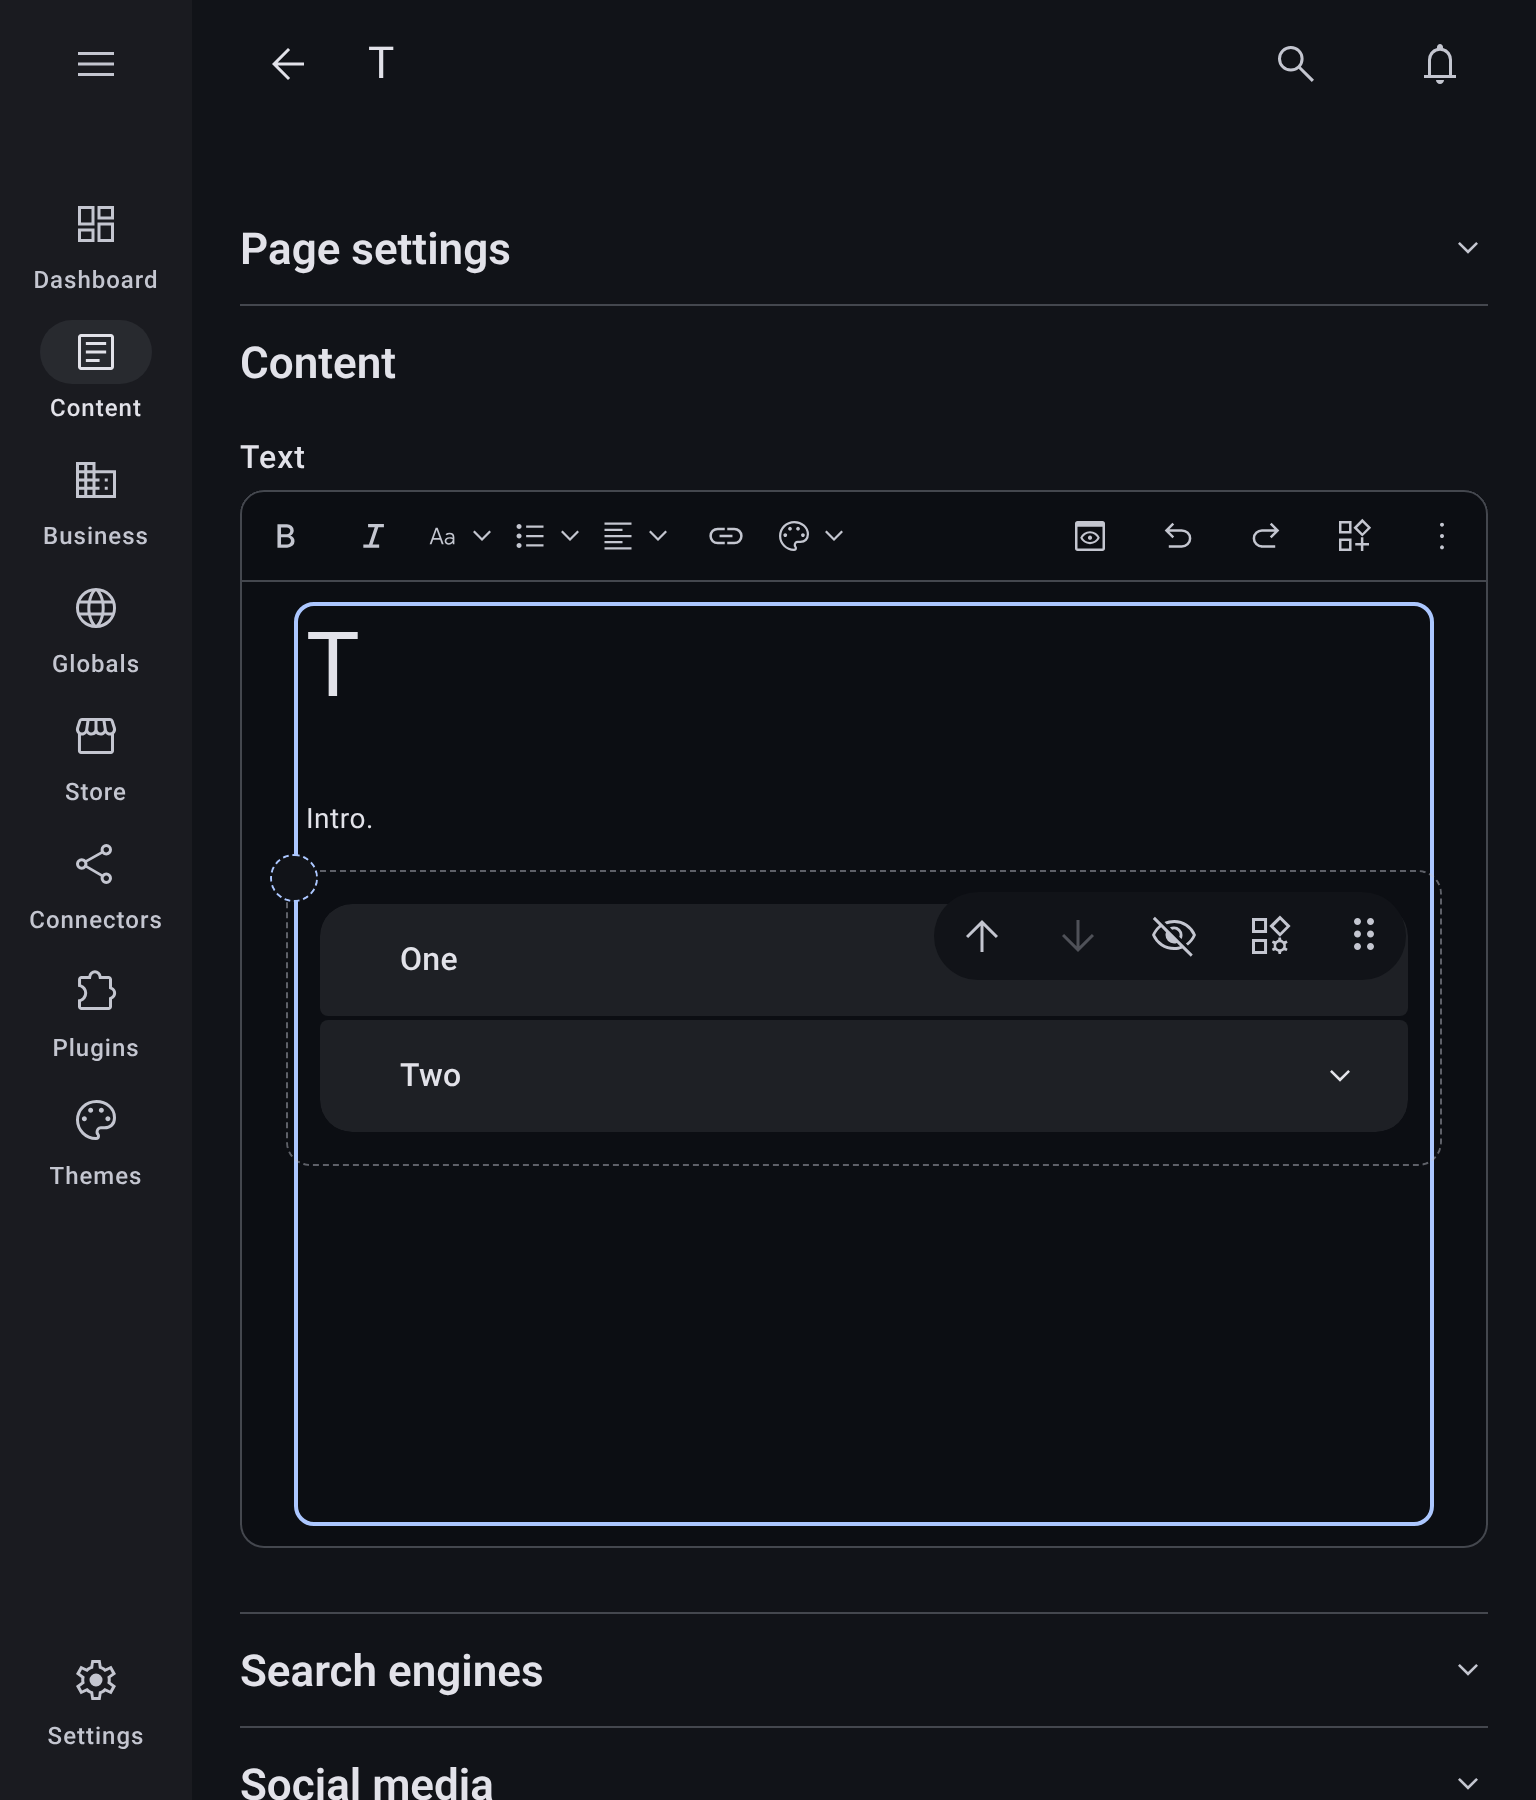 T
Dashboard
Content
Business
Globals
Store
Connectors
Plugins
Themes
Settings
Page settings
Content
Text
B I Aa
T
Intro.
One
Two
Search engines
Social media